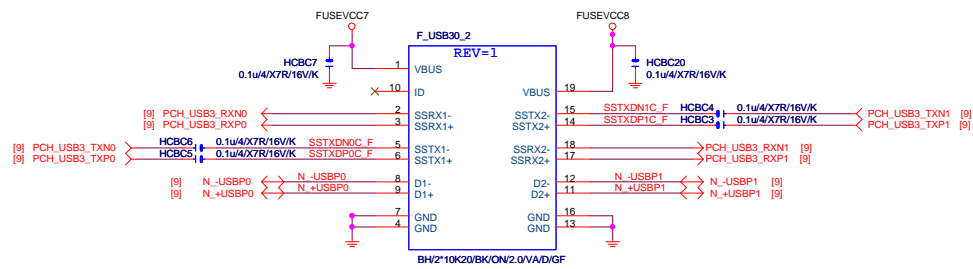 FUSEVCC7 FUSEVCC8
F_USB30_2
REV=1
HCBC7 HCBC20
0.1u/4/X7R/16V/K 0.1u/4/X7R/16V/K
1 VBUS
10 ID VBUS 19
[9] PCH_USB3_RXN0 2 SSRX1- SSTX2- 15 SSTXDN1C_F HCBC4 0.1u/4/X7R/16V/K PCH_USB3_TXN1 [9]
[9] PCH_USB3_RXP0 3 SSRX1+ SSTX2+ 14 SSTXDP1C_F HCBC3 0.1u/4/X7R/16V/K PCH_USB3_TXP1 [9]
[9] PCH_USB3_TXN0 HCBC6 0.1u/4/X7R/16V/K SSTXDN0C_F 5 SSTX1- SSRX2- 18 PCH_USB3_RXN1 [9]
[9] PCH_USB3_TXP0 HCBC5 0.1u/4/X7R/16V/K SSTXDP0C_F 6 SSTX1+ SSRX2+ 17 PCH_USB3_RXP1 [9]
[9] N_-USBP0 N_-USBP0 8 D1- D2- 12 N_-USBP1 N_-USBP1 [9]
[9] N_+USBP0 N_+USBP0 9 D1+ D2+ 11 N_+USBP1 N_+USBP1 [9]
7 GND GND 16
4 GND GND 13
BH/2*10K20/BK/ON/2.0/VA/D/GF